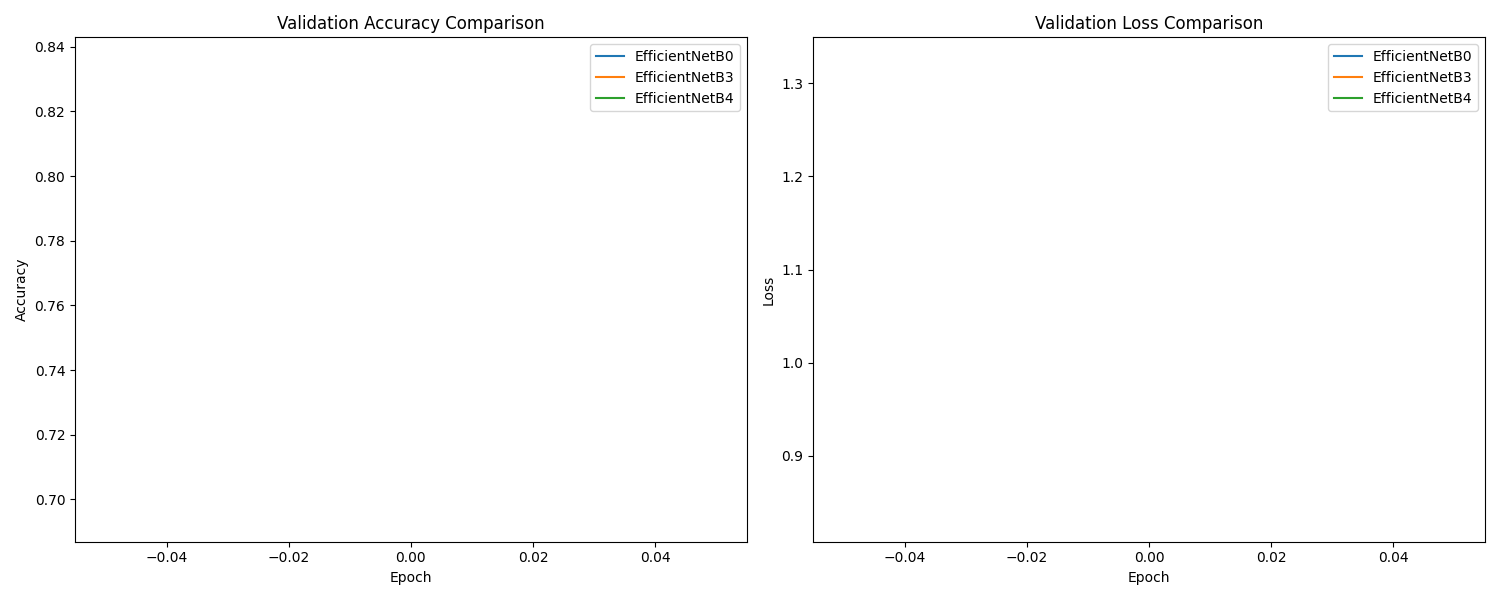 Validation Accuracy Comparison
EfficientNetB0
EfficientNetB3
EfficientNetB4
0.84
0.82
0.80
0.78
0.76
0.74
0.72
0.70
Accuracy
−0.04 −0.02 0.00 0.02 0.04
Epoch
Validation Loss Comparison
EfficientNetB0
EfficientNetB3
EfficientNetB4
1.3
1.2
1.1
1.0
0.9
Loss
−0.04 −0.02 0.00 0.02 0.04
Epoch